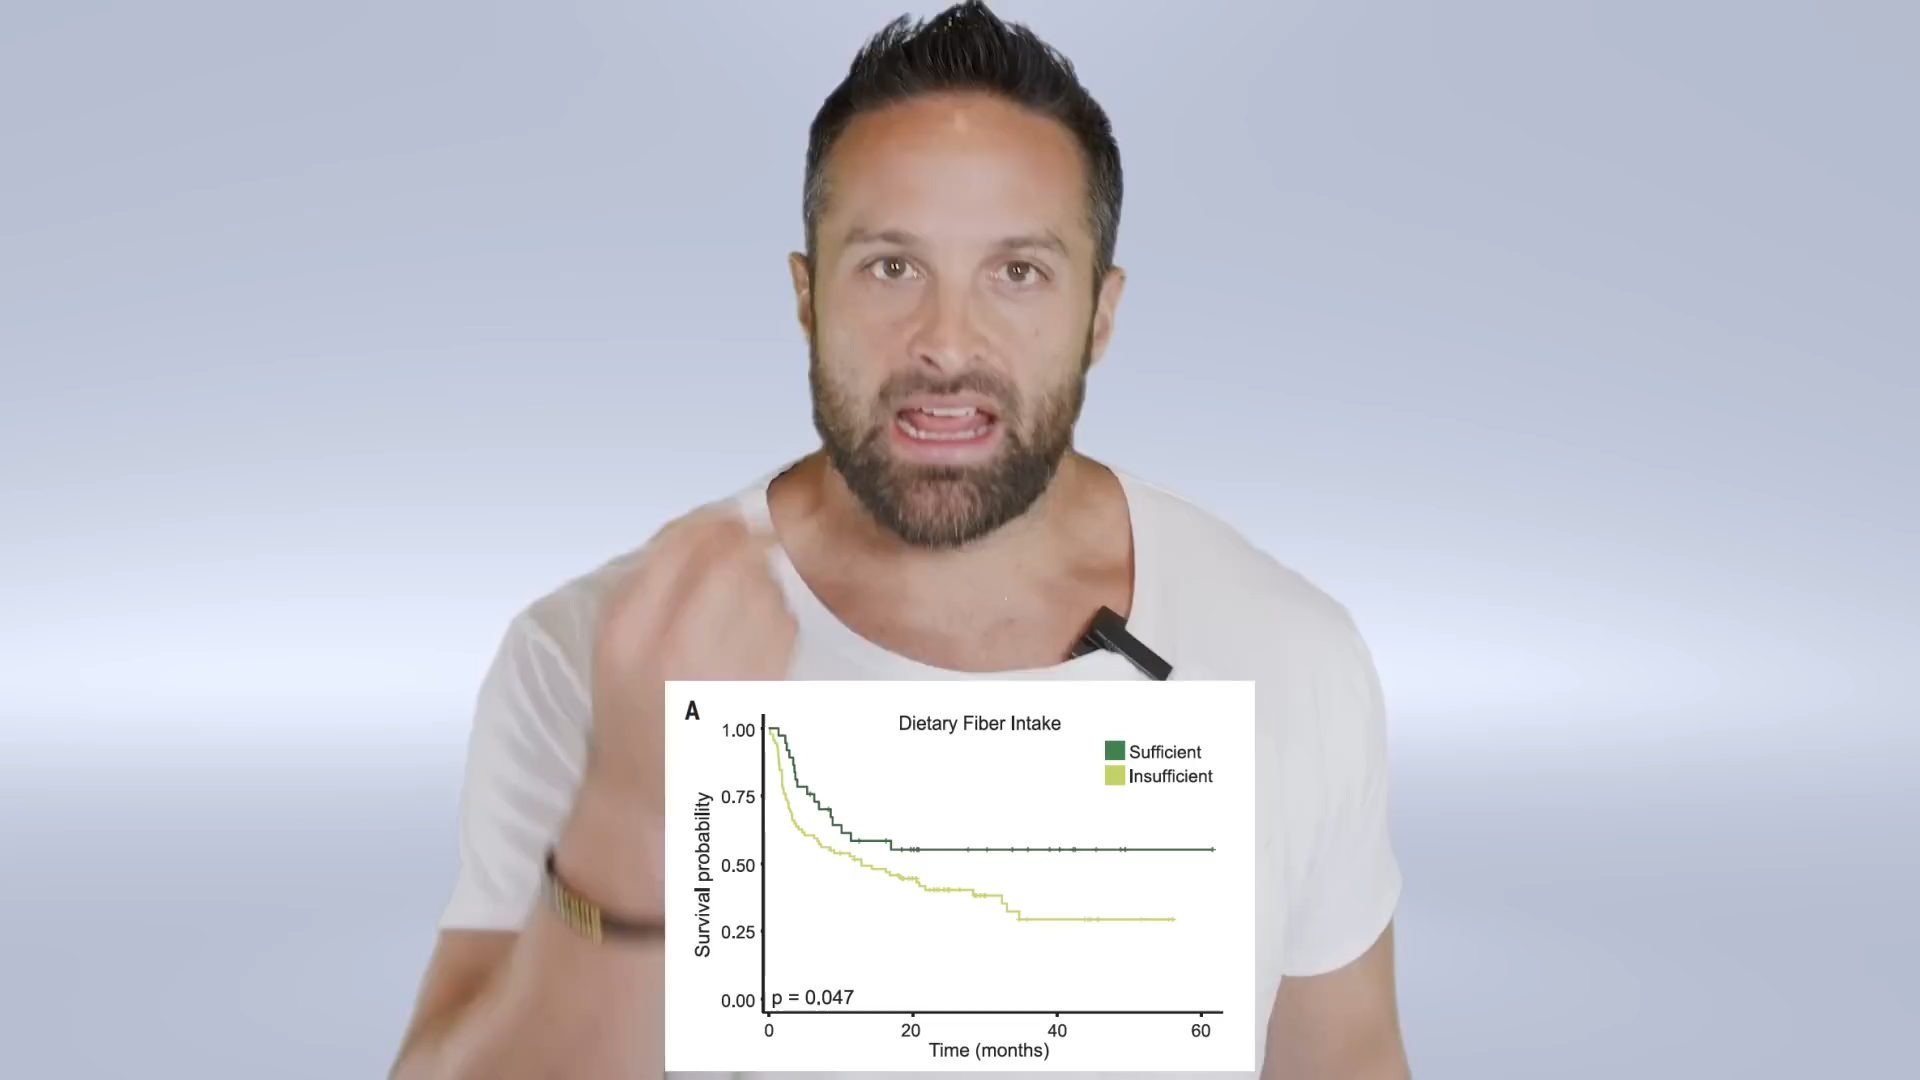 A
Dietary Fiber Intake
Sufficient
Insufficient
Survival probability
1.00
0.75
0.50
0.25
0.00
p = 0.047
0 20 40 60
Time (months)